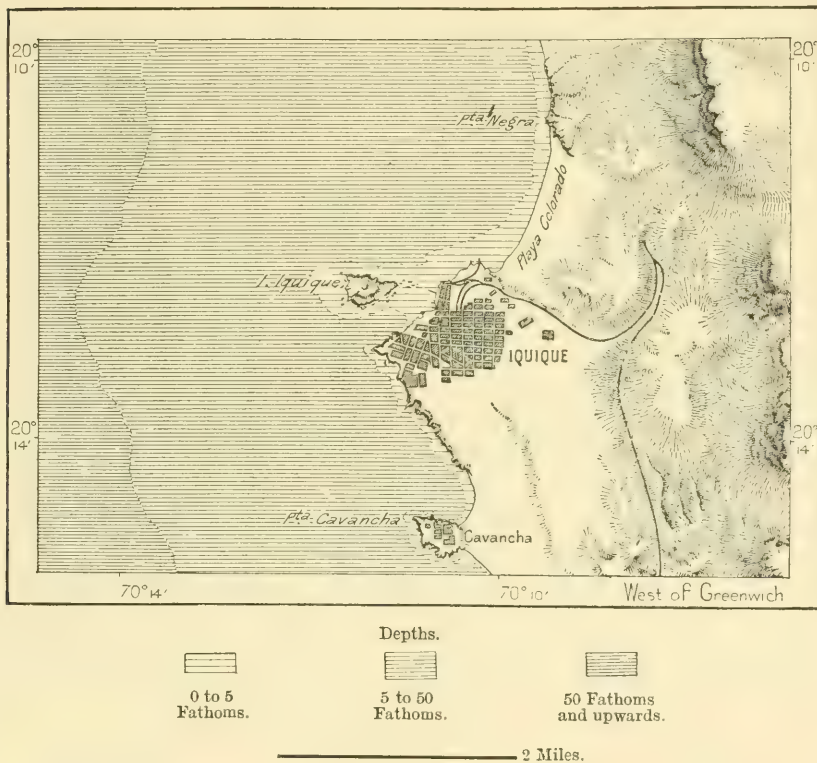 20°
10′
20°
10′
pta Negra
Playa Colorado
I. Iquique
IQUIQUE
20°
14′
20°
14′
pta Cavancha
Cavancha
70° 14′
70° 10′
West of Greenwich
Depths.
0 to 5
Fathoms.
5 to 50
Fathoms.
50 Fathoms
and upwards.
2 Miles.